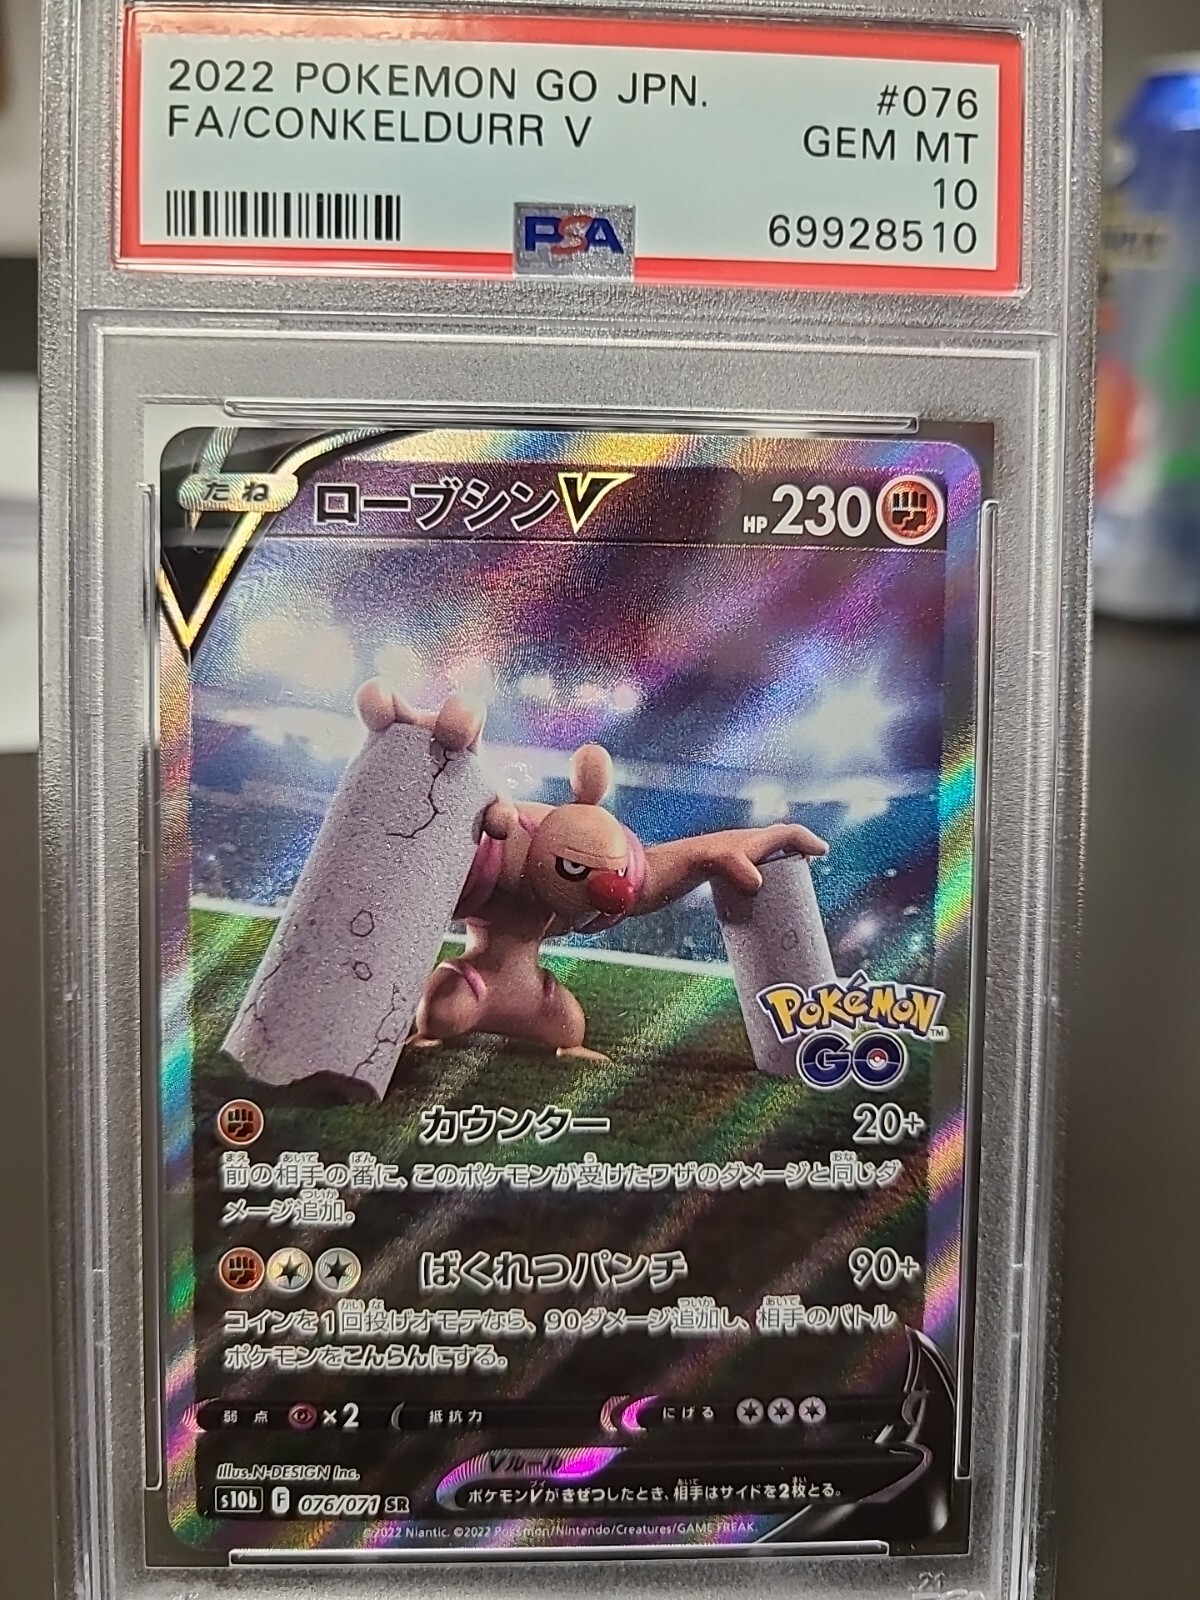 2022 POKEMON GO JPN. #076
FA/CONKELDURR V GEM MT
10
PSA 69928510
たね ローブシンV HP 230
Pokémon™
GO
カウンター 20+
前の相手の番に、このポケモンが受けたワザのダメージと同じダ
メージ追加。
ばくれつパンチ 90+
コインを1回投げオモテなら、90ダメージ追加し、相手のバトル
ポケモンをこんらんにする。
弱点 ×2 抵抗力 にげる
Illus.N-DESIGN Inc.
Vルール
s10b F 076/071 SR
ポケモンVがきぜつしたとき、相手はサイドを2枚とる。
©2022 Niantic. ©2022 Pokémon/Nintendo/Creatures/GAME FREAK.